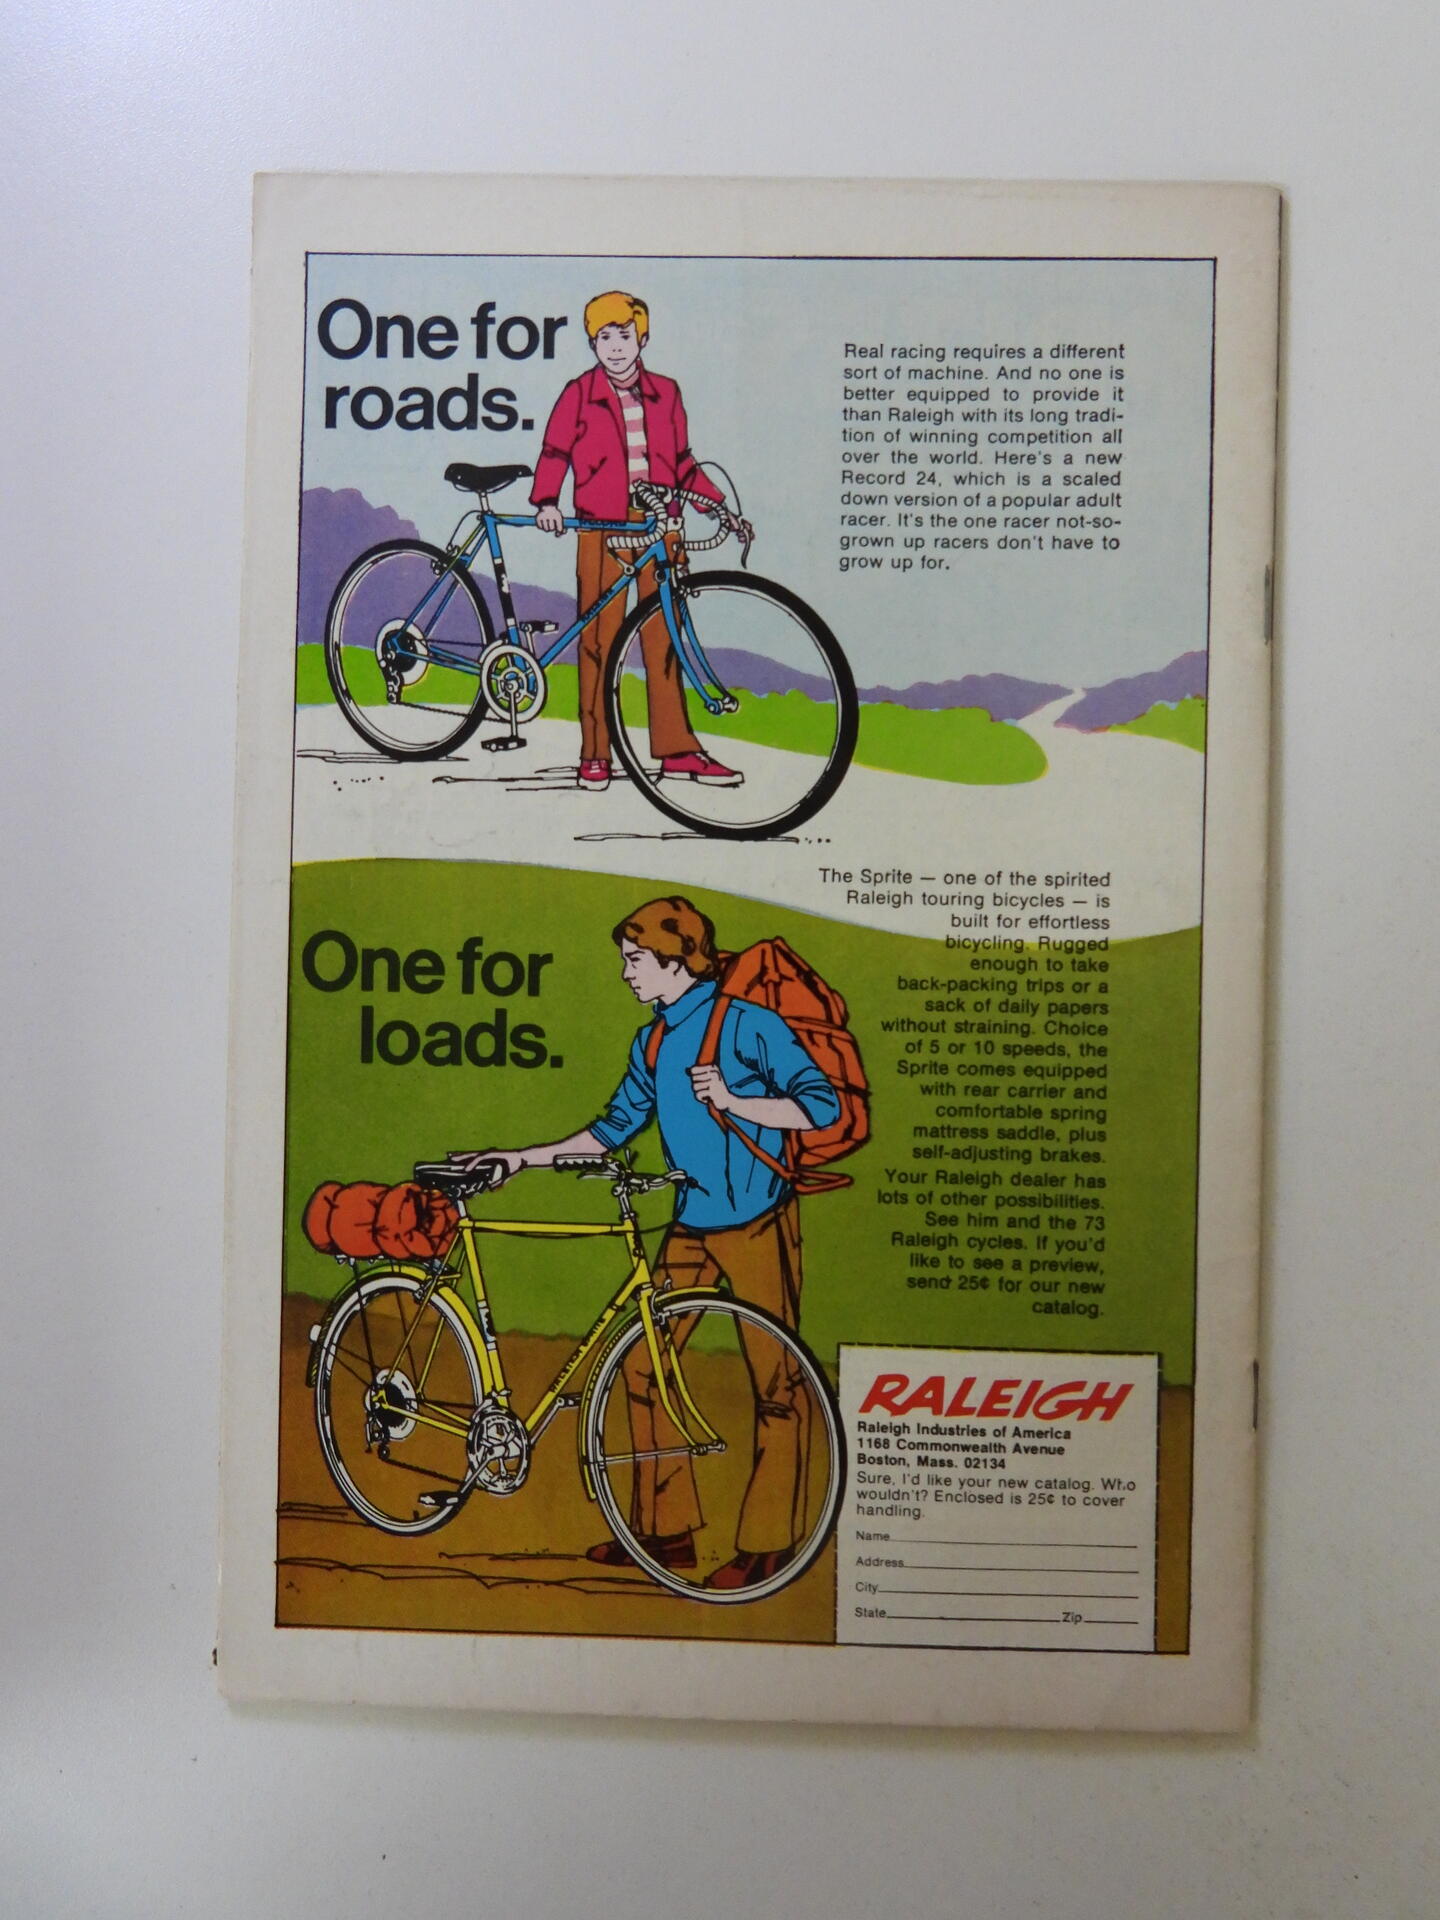 One for
roads.
Real racing requires a different
sort of machine. And no one is
better equipped to provide it
than Raleigh with its long tradi-
tion of winning competition all
over the world. Here's a new
Record 24, which is a scaled
down version of a popular adult
racer. It's the one racer not-so-
grown up racers don't have to
grow up for.
RECORD
RALEIGH
The Sprite — one of the spirited
Raleigh touring bicycles — is
built for effortless
bicycling. Rugged
enough to take
back-packing trips or a
sack of daily papers
without straining. Choice
of 5 or 10 speeds, the
Sprite comes equipped
with rear carrier and
comfortable spring
mattress saddle, plus
self-adjusting brakes.
Your Raleigh dealer has
lots of other possibilities.
See him and the 73
Raleigh cycles. If you'd
like to see a preview,
send 25¢ for our new
catalog.
One for
loads.
RALEIGH SPRITE
RALEIGH
Raleigh Industries of America
1168 Commonwealth Avenue
Boston, Mass. 02134
Sure, I'd like your new catalog. Who
wouldn't? Enclosed is 25¢ to cover
handling.
Name
Address
City
State Zip